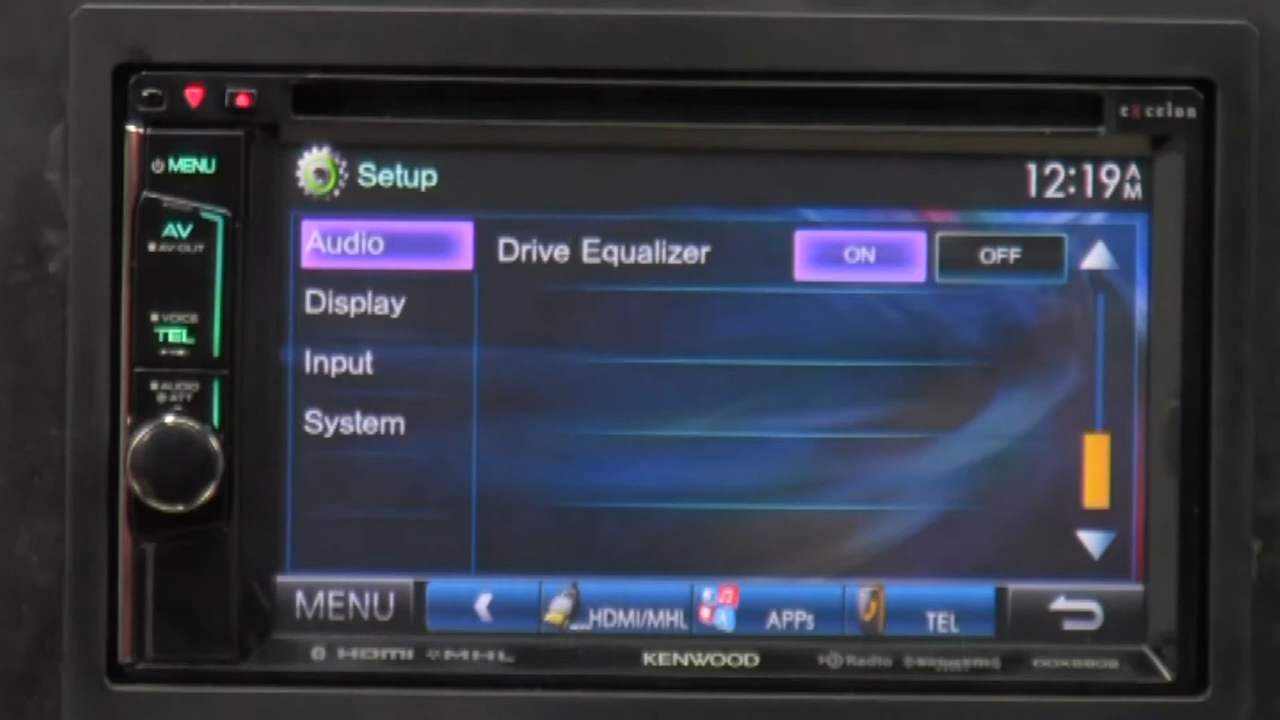 eXcelon
MENU
Setup
12:19 AM
AV
AV OUT
Audio
Drive Equalizer
ON
OFF
Display
VOICE
TEL
Input
AUDIO
ATT
System
MENU
HDMI/MHL
APPs
TEL
HDMI
MHL
KENWOOD
HD Radio